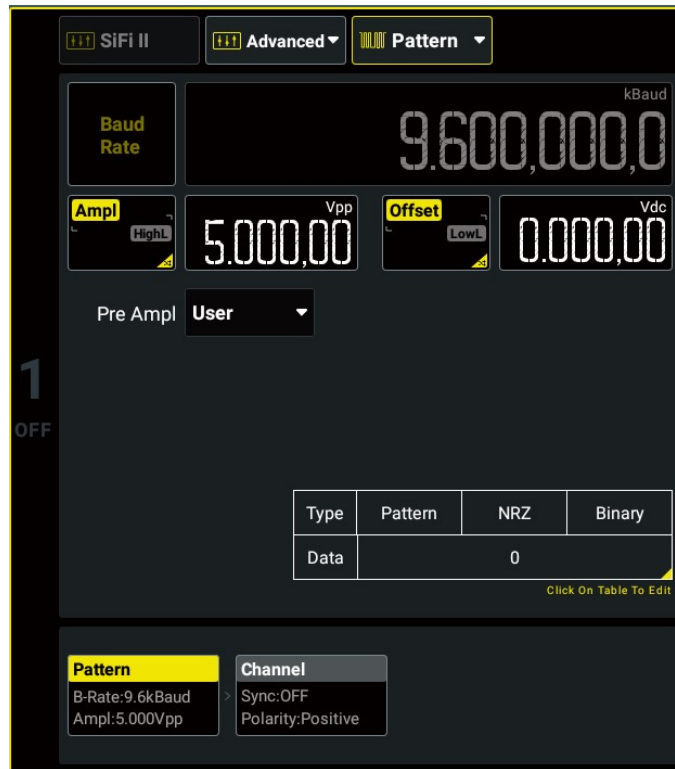 SiFi II
Advanced
Pattern
Baud
Rate
kBaud
9.600,000,0
Ampl
HighL
Vpp
5.000,00
Offset
LowL
Vdc
0.000,00
Pre Ampl
User
1
OFF
Type Pattern NRZ Binary
Data 0
Click On Table To Edit
Pattern
B-Rate:9.6kBaud
Ampl:5.000Vpp
>
Channel
Sync:OFF
Polarity:Positive